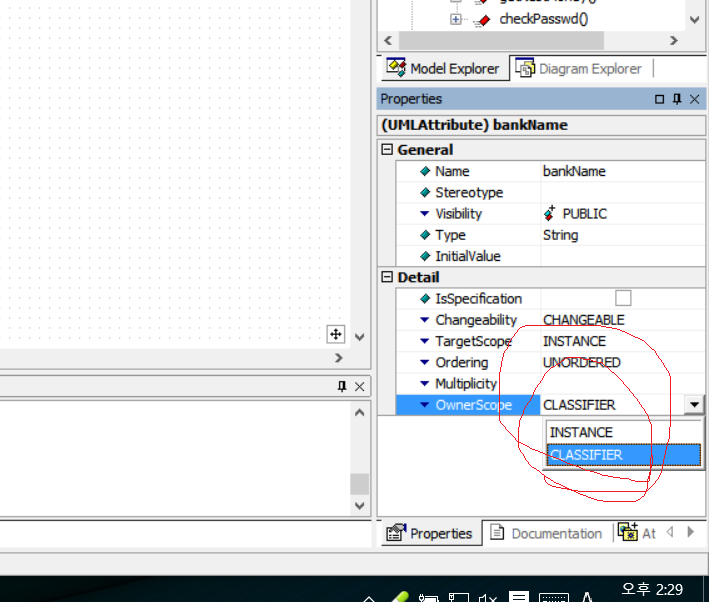 checkPasswd()
Model Explorer
Diagram Explorer
Properties
(UMLAttribute) bankName
General
Name bankName
Stereotype
Visibility PUBLIC
Type String
InitialValue
Detail
IsSpecification
Changeability CHANGEABLE
TargetScope INSTANCE
Ordering UNORDERED
Multiplicity
OwnerScope CLASSIFIER
INSTANCE
CLASSIFIER
Properties
Documentation
At
오후 2:29